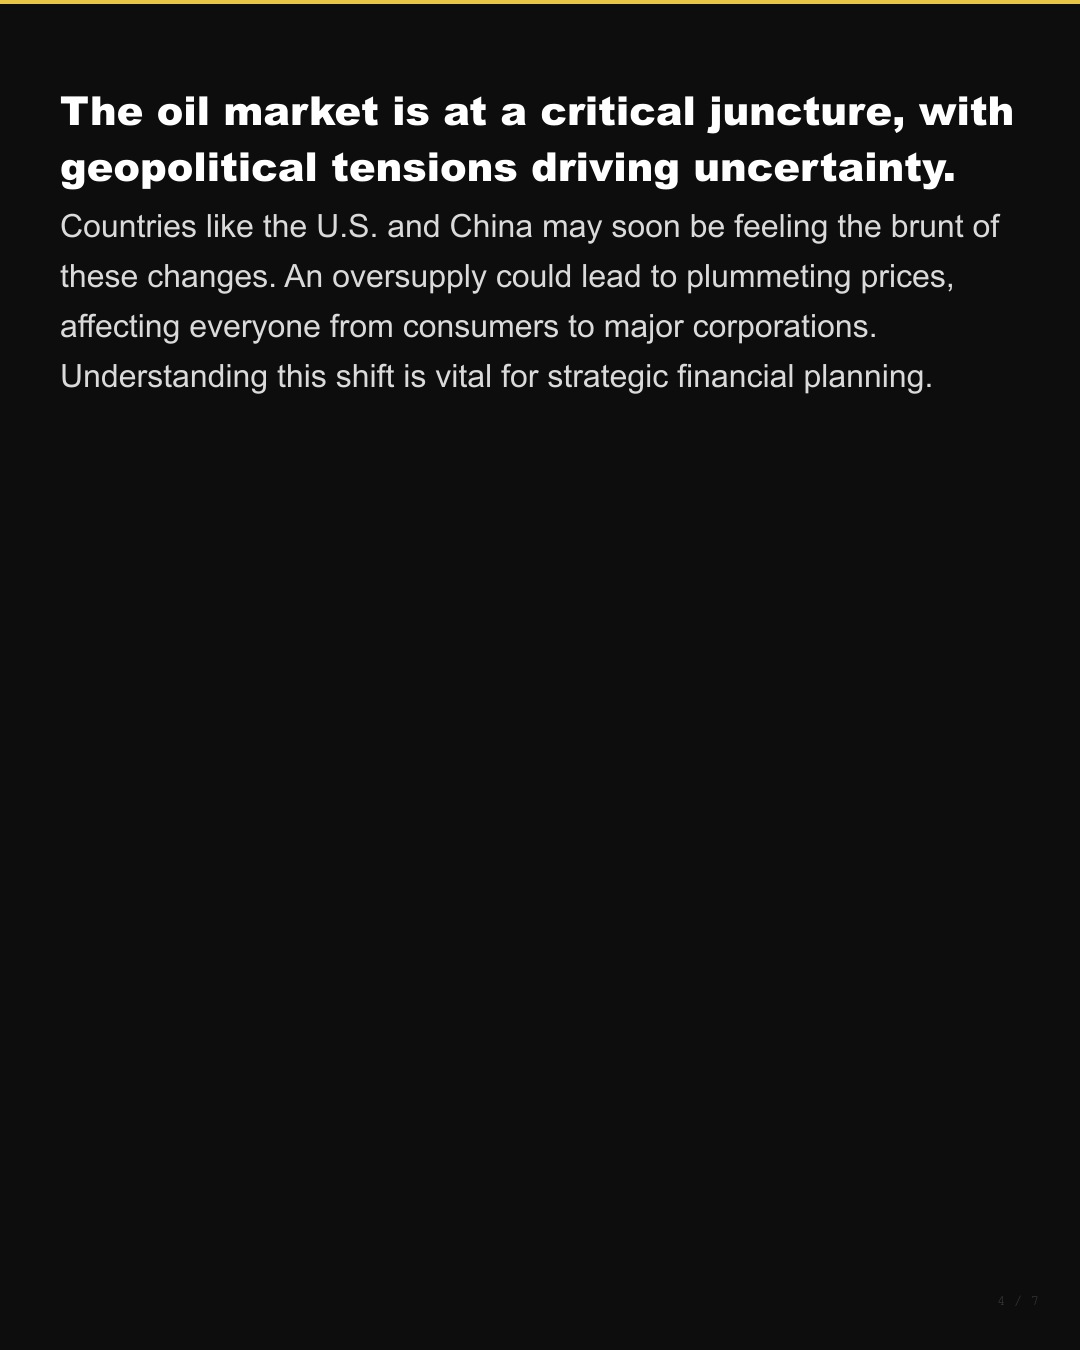 The oil market is at a critical juncture, with
geopolitical tensions driving uncertainty.
Countries like the U.S. and China may soon be feeling the brunt of
these changes. An oversupply could lead to plummeting prices,
affecting everyone from consumers to major corporations.
Understanding this shift is vital for strategic financial planning.
4 / 7